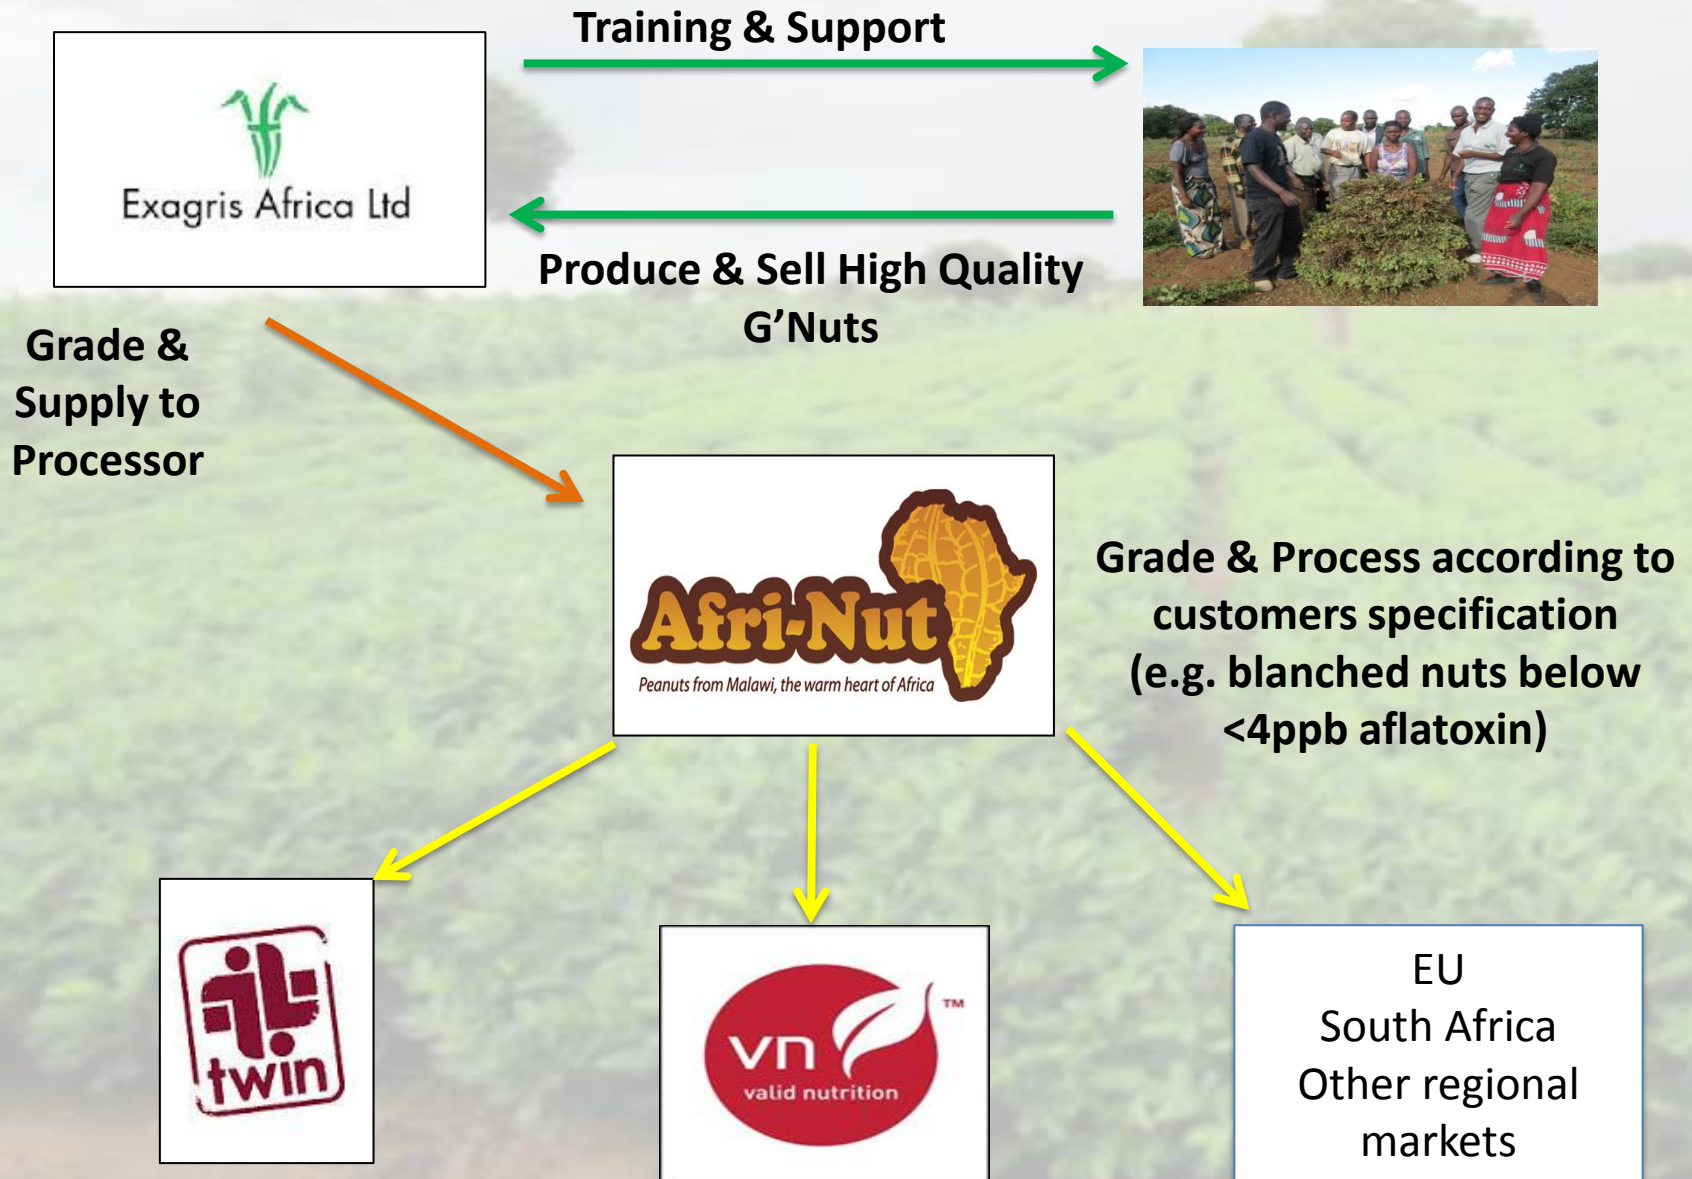 Training & Support
Exagris Africa Ltd
Produce & Sell High Quality
G’Nuts
Grade &
Supply to
Processor
Afri-Nut
Peanuts from Malawi, the warm heart of Africa
Grade & Process according to
customers specification
(e.g. blanched nuts below
<4ppb aflatoxin)
twin
vn TM
valid nutrition
EU
South Africa
Other regional
markets